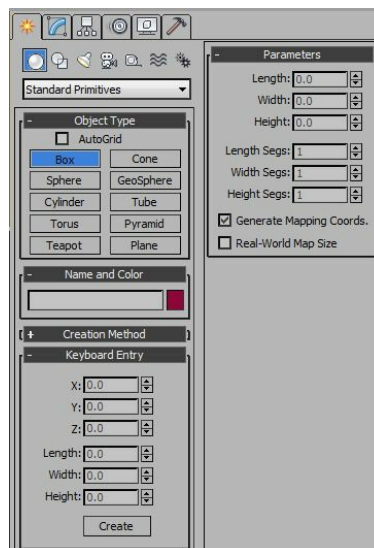 Standard Primitives
- Object Type
AutoGrid
Box Cone
Sphere GeoSphere
Cylinder Tube
Torus Pyramid
Teapot Plane
- Name and Color
+ Creation Method
- Keyboard Entry
X: 0.0
Y: 0.0
Z: 0.0
Length: 0.0
Width: 0.0
Height: 0.0
Create
- Parameters
Length: 0.0
Width: 0.0
Height: 0.0
Length Segs: 1
Width Segs: 1
Height Segs: 1
Generate Mapping Coords.
Real-World Map Size